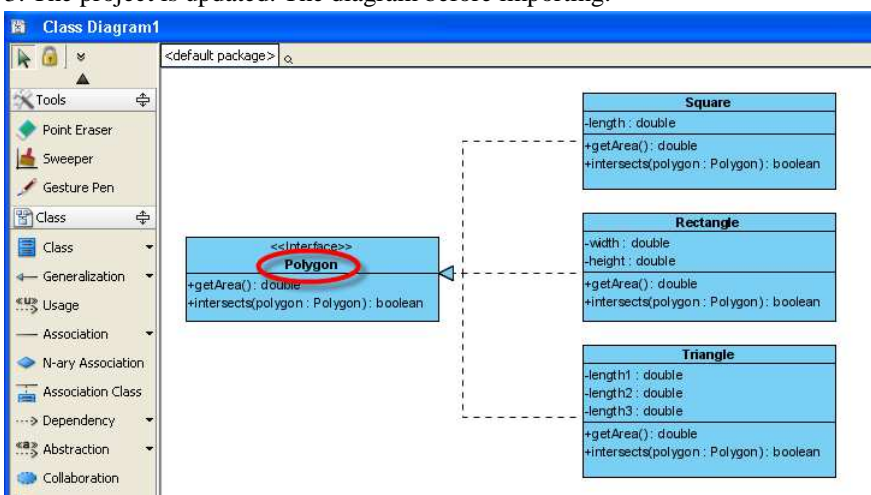 3. The project is updated. The diagram before importing:
Class Diagram1
<default package>
Tools
Point Eraser
Sweeper
Gesture Pen
Class
Class
Generalization
Usage
Association
N-ary Association
Association Class
Dependency
Abstraction
Collaboration
<<Interface>>
Polygon
+getArea() : double
+intersects(polygon : Polygon) : boolean
Square
-length : double
+getArea() : double
+intersects(polygon : Polygon) : boolean
Rectangle
-width : double
-height : double
+getArea() : double
+intersects(polygon : Polygon) : boolean
Triangle
-length1 : double
-length2 : double
-length3 : double
+getArea() : double
+intersects(polygon : Polygon) : boolean